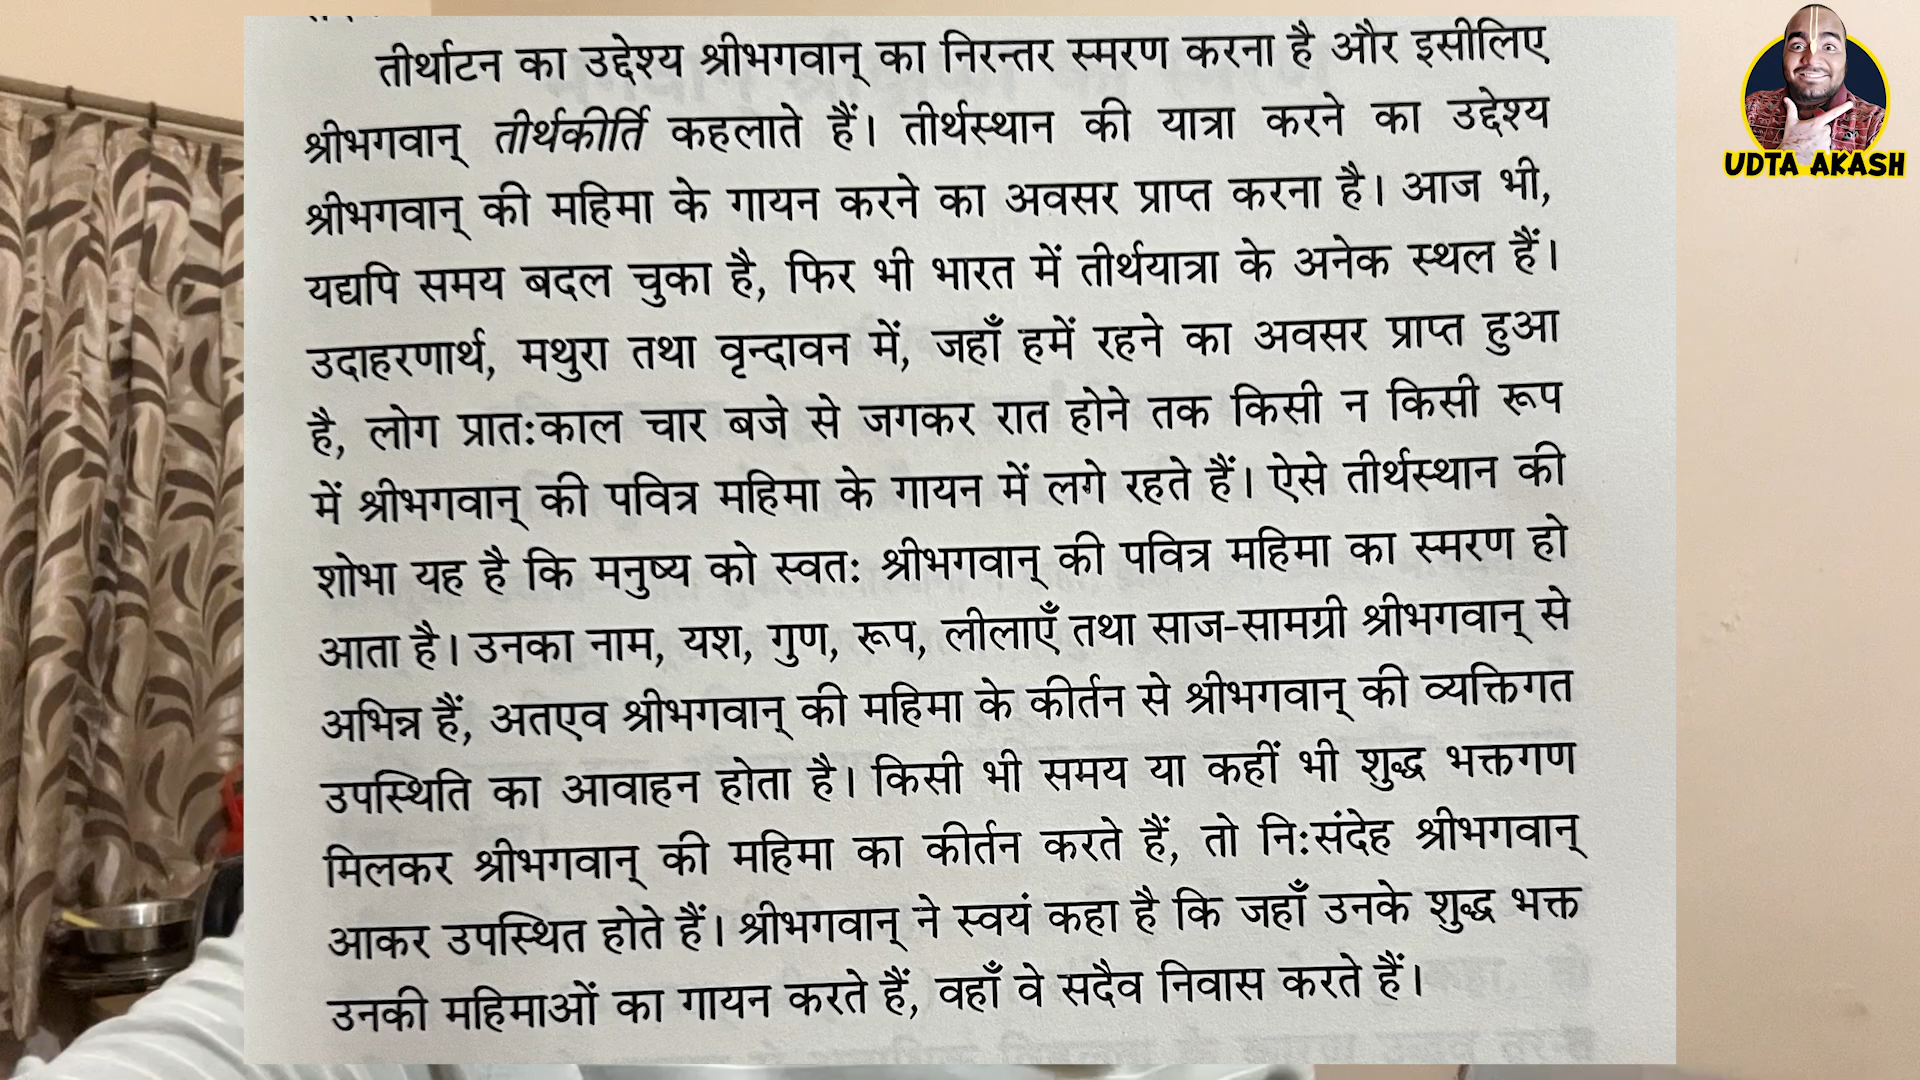 तीर्थाटन का उद्देश्य श्रीभगवान् का निरन्तर स्मरण करना है और इसीलिए
श्रीभगवान् तीर्थकीर्ति कहलाते हैं। तीर्थस्थान की यात्रा करने का उद्देश्य
श्रीभगवान् की महिमा के गायन करने का अवसर प्राप्त करना है। आज भी,
यद्यपि समय बदल चुका है, फिर भी भारत में तीर्थयात्रा के अनेक स्थल हैं।
उदाहरणार्थ, मथुरा तथा वृन्दावन में, जहाँ हमें रहने का अवसर प्राप्त हुआ
है, लोग प्रातःकाल चार बजे से जगकर रात होने तक किसी न किसी रूप
में श्रीभगवान् की पवित्र महिमा के गायन में लगे रहते हैं। ऐसे तीर्थस्थान की
शोभा यह है कि मनुष्य को स्वतः श्रीभगवान् की पवित्र महिमा का स्मरण हो
आता है। उनका नाम, यश, गुण, रूप, लीलाएँ तथा साज-सामग्री श्रीभगवान् से
अभिन्न हैं, अतएव श्रीभगवान् की महिमा के कीर्तन से श्रीभगवान् की व्यक्तिगत
उपस्थिति का आवाहन होता है। किसी भी समय या कहीं भी शुद्ध भक्तगण
मिलकर श्रीभगवान् की महिमा का कीर्तन करते हैं, तो निःसंदेह श्रीभगवान्
आकर उपस्थित होते हैं। श्रीभगवान् ने स्वयं कहा है कि जहाँ उनके शुद्ध भक्त
उनकी महिमाओं का गायन करते हैं, वहाँ वे सदैव निवास करते हैं।
UDTA AKASH